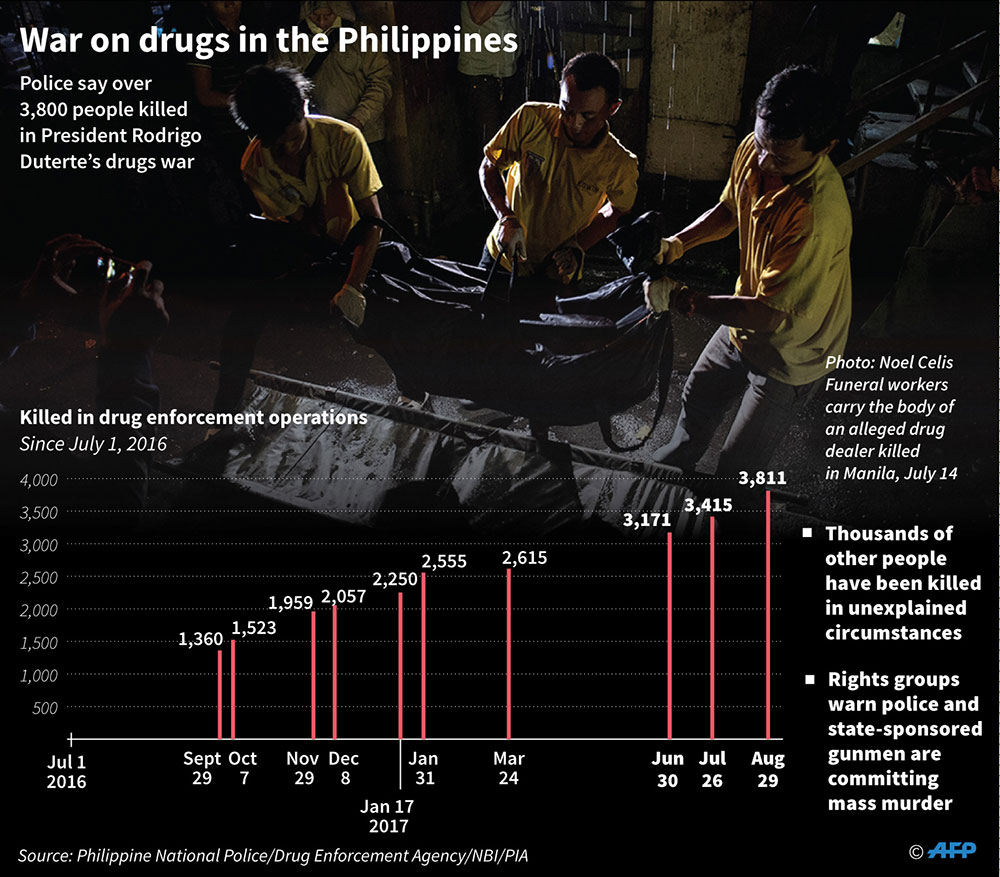 War on drugs in the Philippines
Police say over
3,800 people killed
in President Rodrigo
Duterte's drugs war
Photo: Noel Celis
Funeral workers
carry the body of
an alleged drug
dealer killed
in Manila, July 14
Killed in drug enforcement operations
Since July 1, 2016
4,000
3,500
3,000
2,500
2,000
1,500
1,000
500
1,360
1,523
1,959
2,057
2,250
2,555
2,615
3,171
3,415
3,811
Jul 1
2016
Sept
29
Oct
7
Nov
29
Dec
8
Jan 17
2017
Jan
31
Mar
24
Jun
30
Jul
26
Aug
29
Thousands of
other people
have been killed
in unexplained
circumstances
Rights groups
warn police and
state-sponsored
gunmen are
committing
mass murder
Source: Philippine National Police/Drug Enforcement Agency/NBI/PIA
© AFP